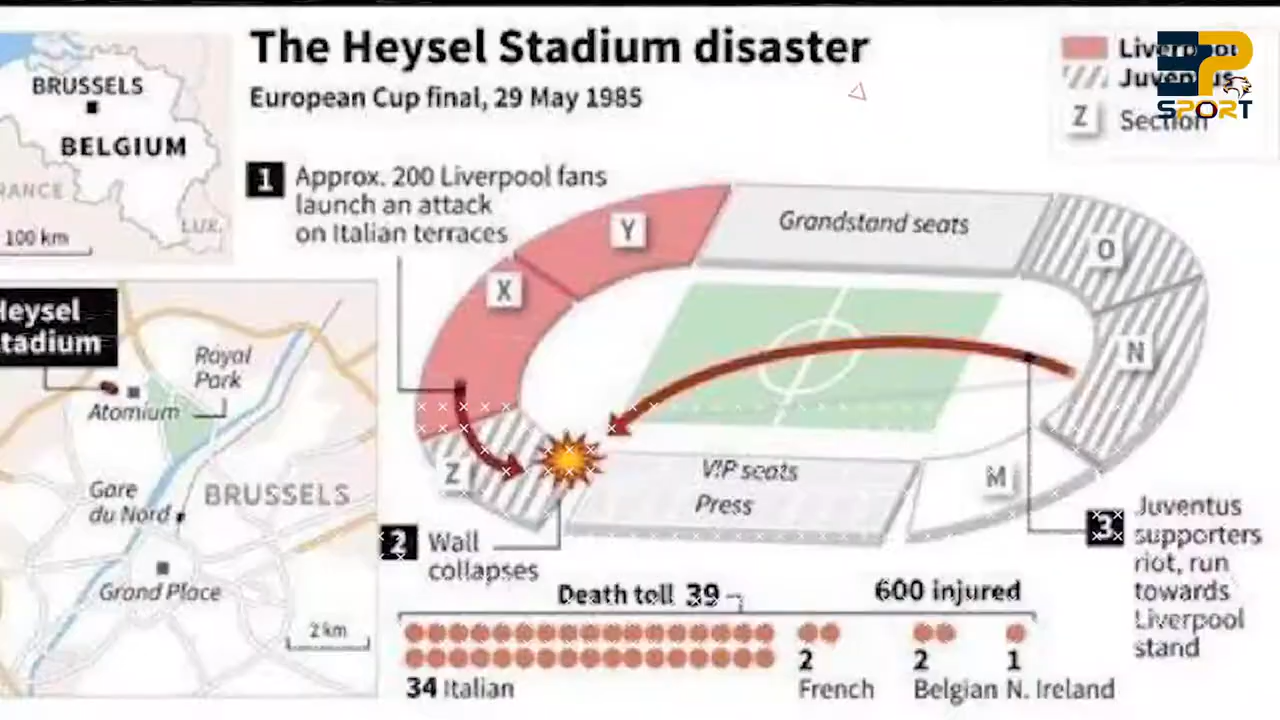 The Heysel Stadium disaster
European Cup final, 29 May 1985
Liverpool
Juventus
Z Section
SPORT
BRUSSELS
BELGIUM
RANCE
LUX.
100 km
1 Approx. 200 Liverpool fans
launch an attack
on Italian terraces
Y
Grandstand seats
O
X
N
Z
VIP seats
Press
M
Heysel
Stadium
Royal
Park
Atomium
Gare
du Nord
BRUSSELS
Grand Place
2 km
2 Wall
collapses
3 Juventus
supporters
riot, run
towards
Liverpool
stand
Death toll 39
600 injured
34 Italian
2
French
2
Belgian
1
N. Ireland